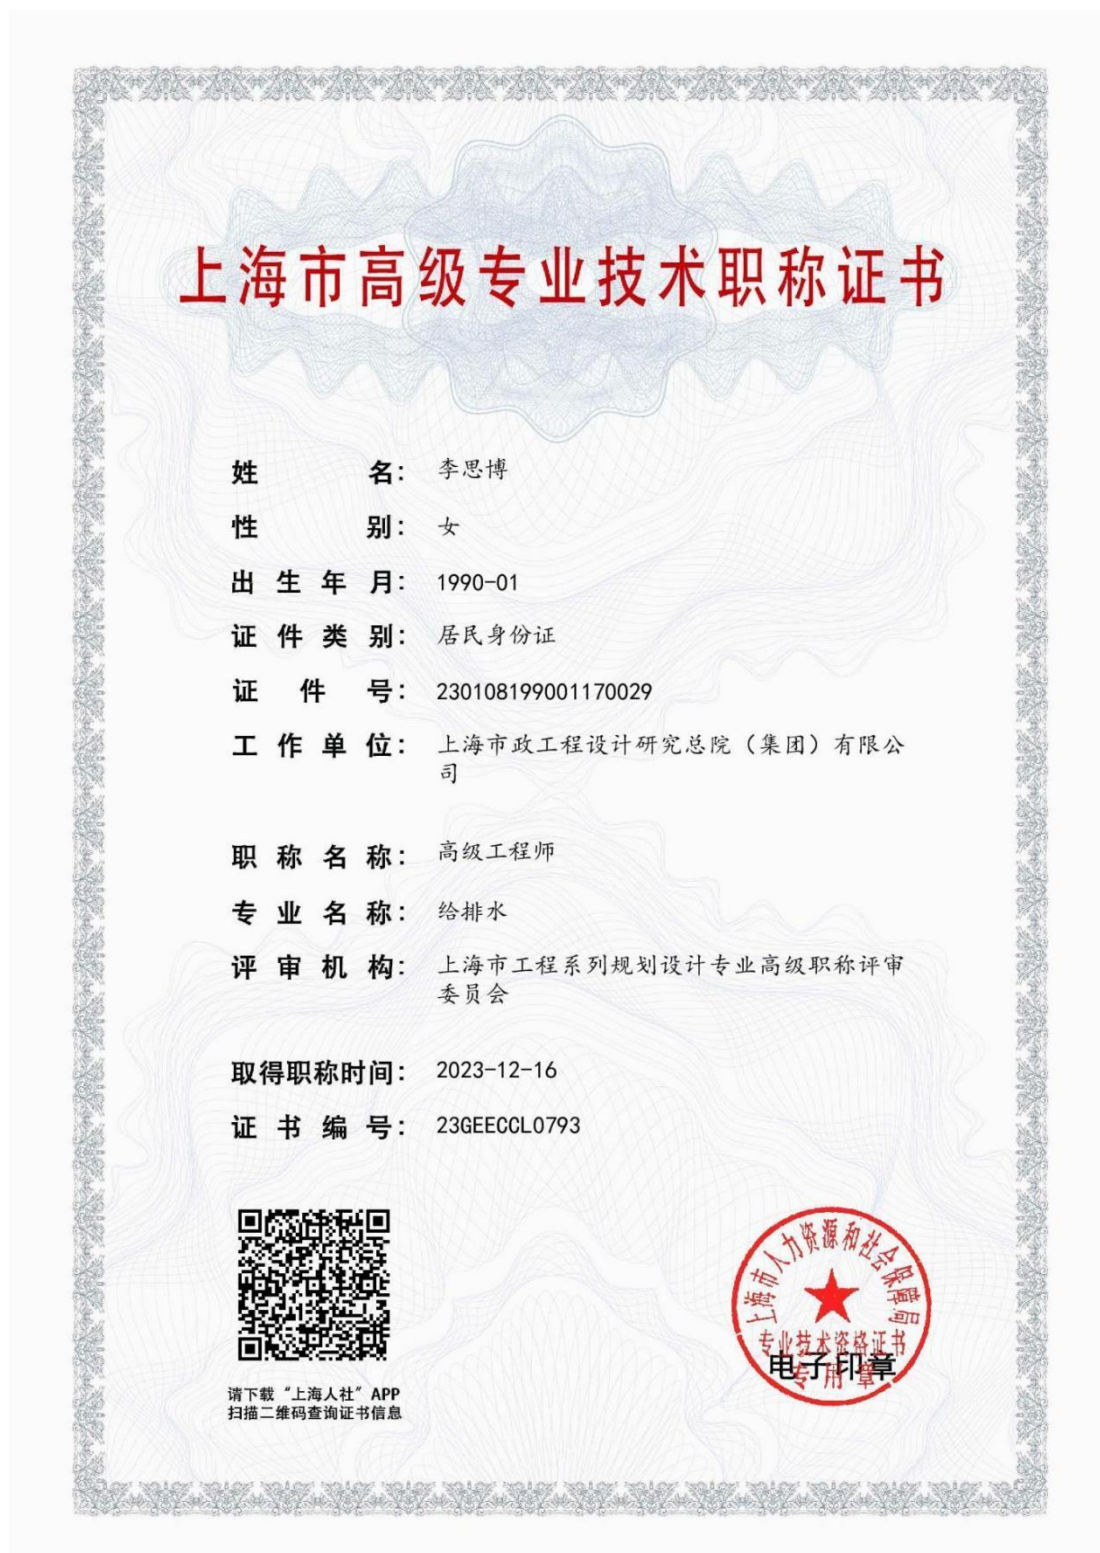 上海市高级专业技术职称证书
姓名： 李思博
性别： 女
出生年月： 1990-01
证件类别： 居民身份证
证件号： 230108199001170029
工作单位： 上海市政工程设计研究总院（集团）有限公
司
职称名称： 高级工程师
专业名称： 给排水
评审机构： 上海市工程系列规划设计专业高级职称评审
委员会
取得职称时间： 2023-12-16
证书编号： 23GEECCL0793
上海市人力资源和社会保障局
专业技术资格证书
电子印章
专用章
请下载“上海人社”APP
扫描二维码查询证书信息